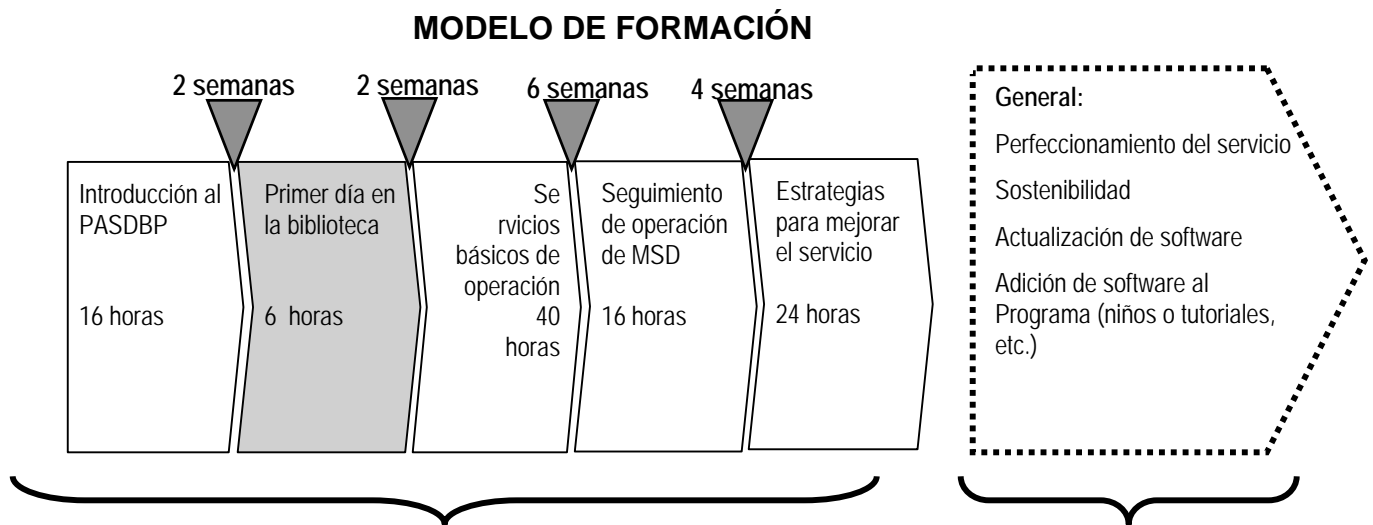 MODELO DE FORMACIÓN
2 semanas
2 semanas
6 semanas
4 semanas
Introducción al
PASDBP
16 horas
Primer día en
la biblioteca
6 horas
Se
rvicios
básicos de
operación
40
horas
Seguimiento
de operación
de MSD
16 horas
Estrategias
para mejorar
el servicio
24 horas
General:
Perfeccionamiento del servicio
Sostenibilidad
Actualización de software
Adición de software al
Programa (niños o tutoriales,
etc.)